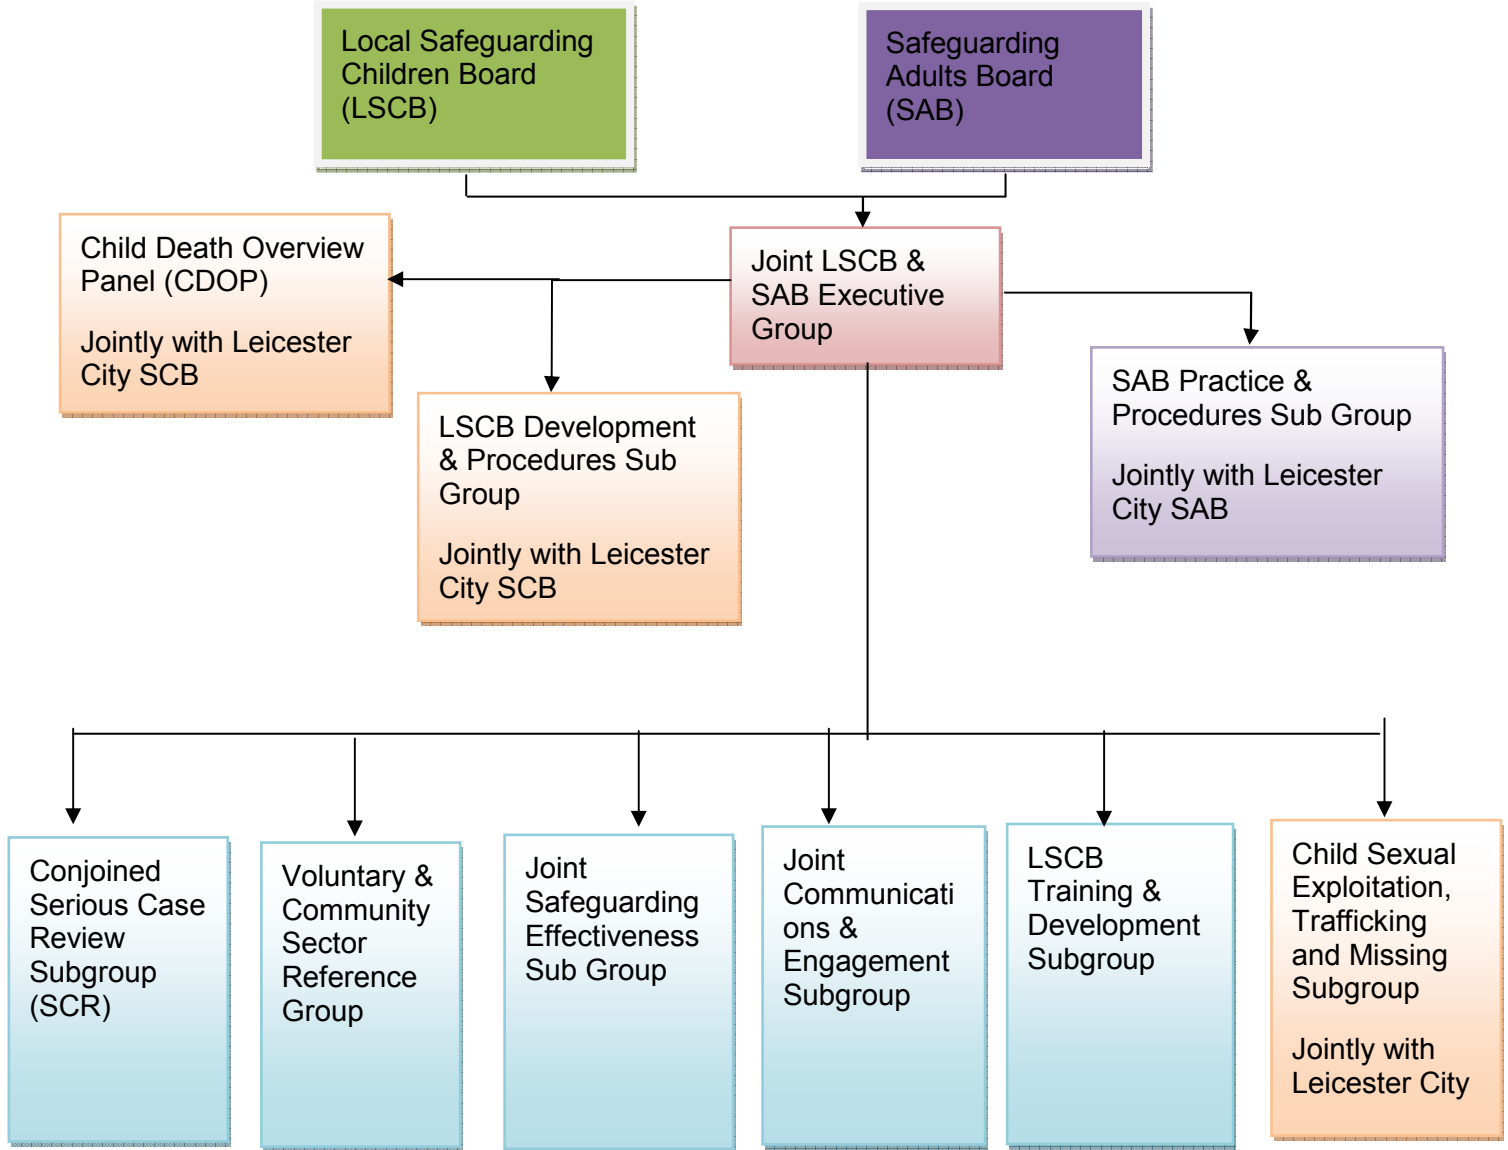 Local Safeguarding
Children Board
(LSCB)
Safeguarding
Adults Board
(SAB)
Child Death Overview
Panel (CDOP)
Jointly with Leicester
City SCB
Joint LSCB &
SAB Executive
Group
LSCB Development
& Procedures Sub
Group
Jointly with Leicester
City SCB
SAB Practice &
Procedures Sub Group
Jointly with Leicester
City SAB
Conjoined
Serious Case
Review
Subgroup
(SCR)
Voluntary &
Community
Sector
Reference
Group
Joint
Safeguarding
Effectiveness
Sub Group
Joint
Communicati
ons &
Engagement
Subgroup
LSCB
Training &
Development
Subgroup
Child Sexual
Exploitation,
Trafficking
and Missing
Subgroup
Jointly with
Leicester City